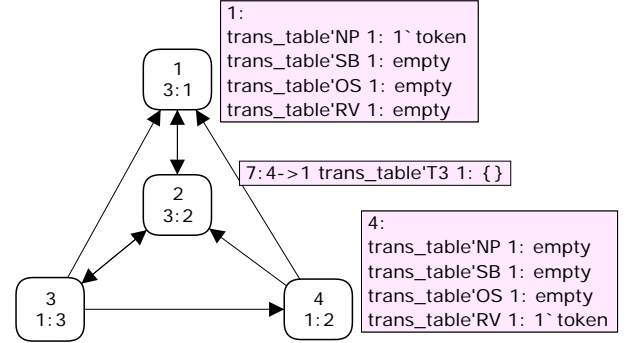 1:
trans_table'NP 1: 1`token
trans_table'SB 1: empty
trans_table'OS 1: empty
trans_table'RV 1: empty
1
3:1
7:4->1 trans_table'T3 1: {}
2
3:2
4:
trans_table'NP 1: empty
trans_table'SB 1: empty
trans_table'OS 1: empty
trans_table'RV 1: 1`token
3
1:3
4
1:2